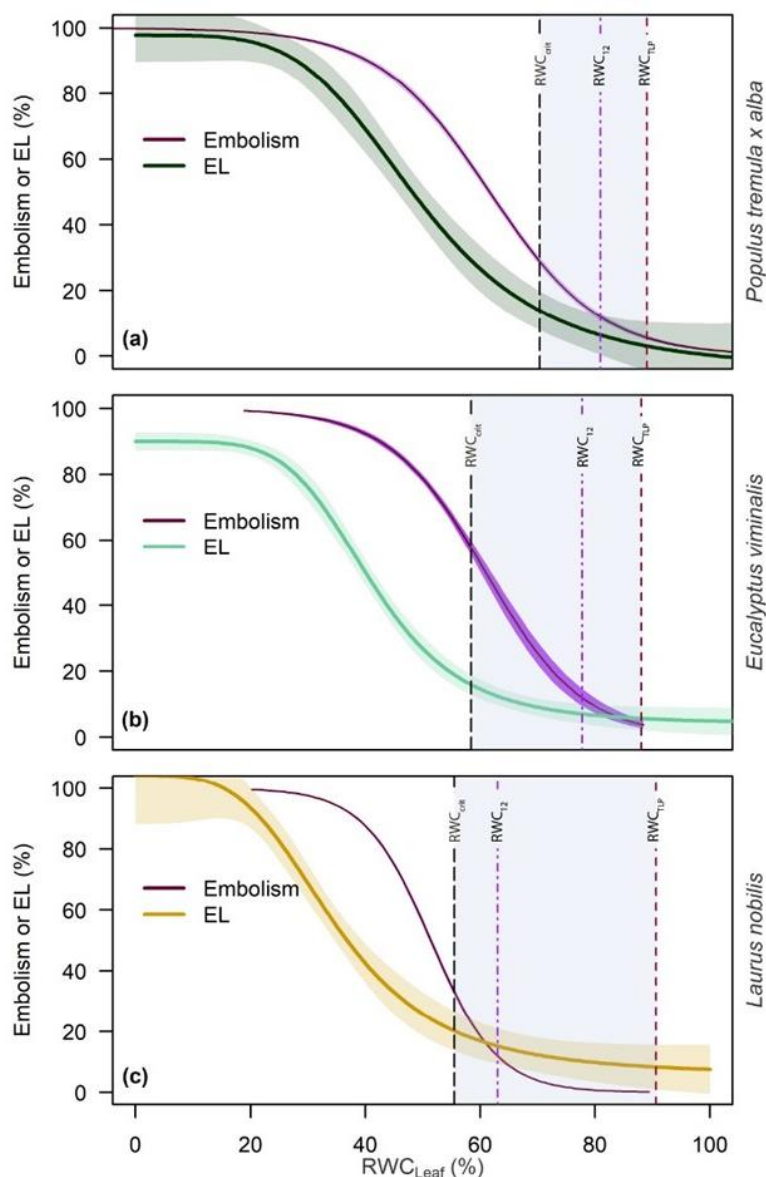 100
80
60
40
20
0
Embolism or EL (%)
Embolism
EL
(a)
RWCcrit
RWC12
RWCTLP
Populus tremula x alba
100
80
60
40
20
0
Embolism or EL (%)
Embolism
EL
(b)
RWCcrit
RWC12
RWCTLP
Eucalyptus viminalis
100
80
60
40
20
0
Embolism or EL (%)
Embolism
EL
(c)
RWCcrit
RWC12
RWCTLP
Laurus nobilis
0 20 40 60 80 100
RWCLeaf (%)